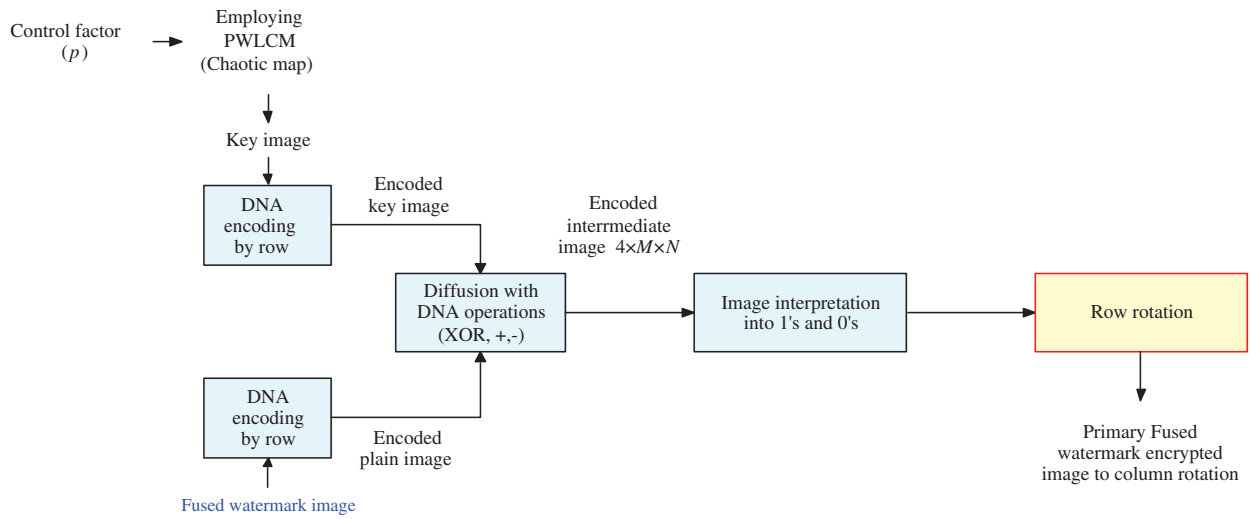 Control factor
(p)
Employing
PWLCM
(Chaotic map)
Key image
DNA
encoding
by row
Encoded
key image
Encoded
interrmediate
image 4×M×N
Diffusion with
DNA operations
(XOR, +,-)
Image interpretation
into 1's and 0's
Row rotation
DNA
encoding
by row
Encoded
plain image
Fused watermark image
Primary Fused
watermark encrypted
image to column rotation